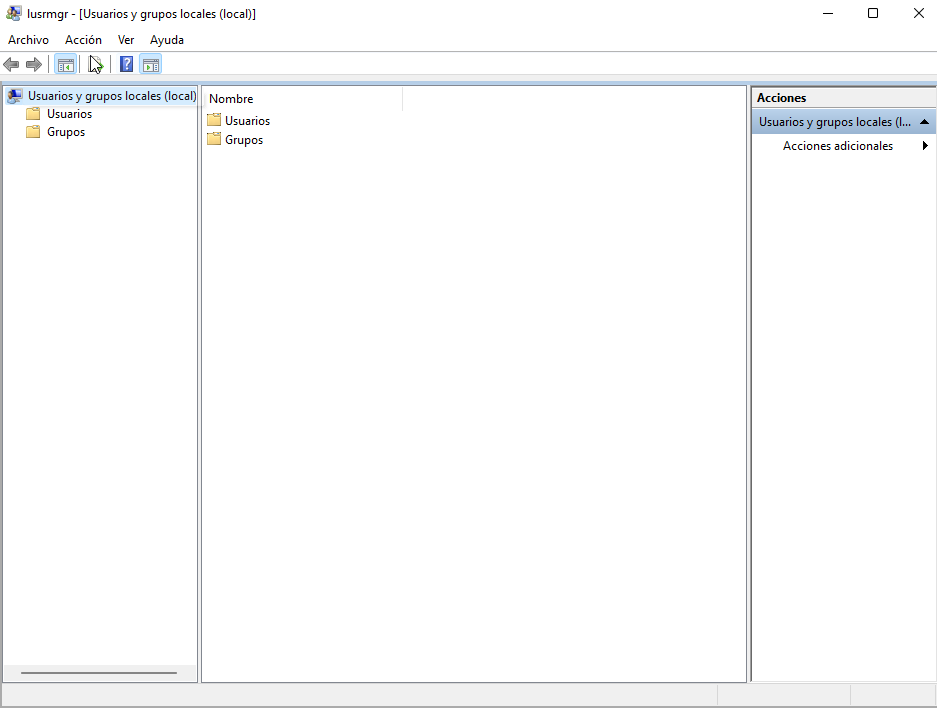 lusrmgr - [Usuarios y grupos locales (local)]
Archivo Acción Ver Ayuda
Usuarios y grupos locales (local)
Usuarios
Grupos
Nombre
Usuarios
Grupos
Acciones
Usuarios y grupos locales (l...
Acciones adicionales